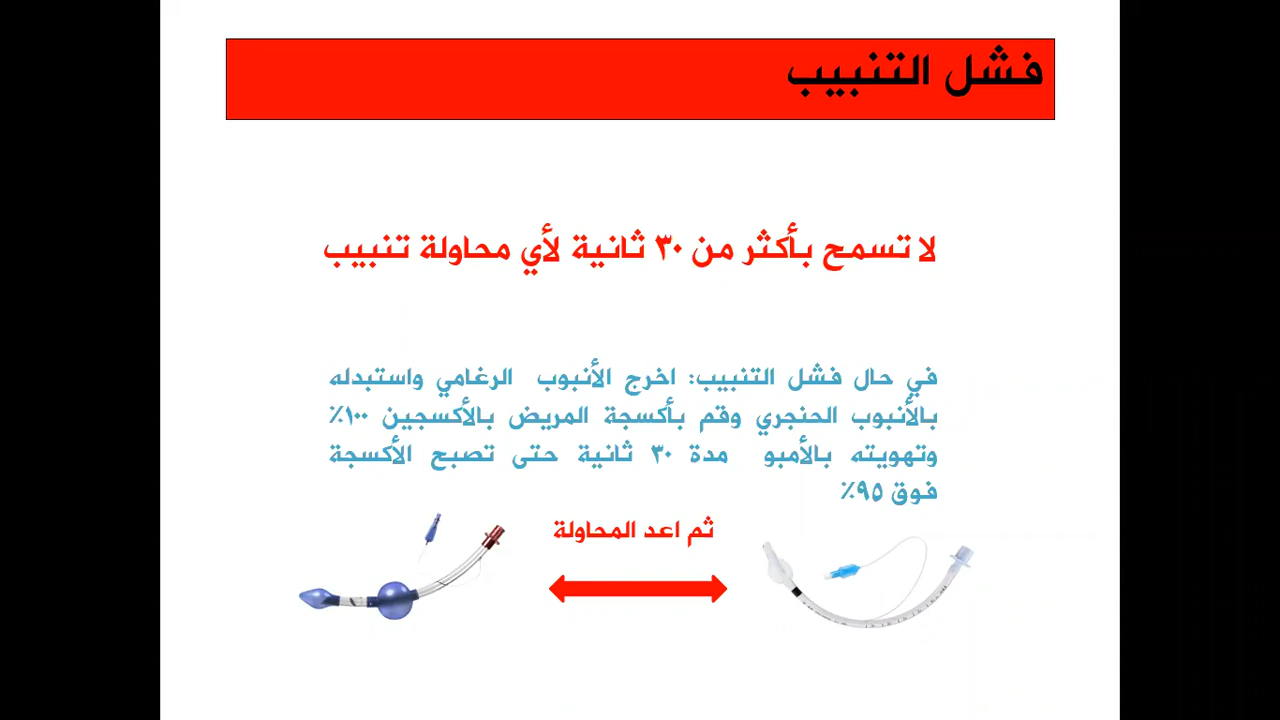 فشل التنبيب
لا تسمح بأكثر من ٣٠ ثانية لأي محاولة تنبيب
في حال فشل التنبيب: اخرج الأنبوب الرغامي واستبدله
بالأنبوب الحنجري وقم بأكسجة المريض بالأكسجين ١٠٠٪
وتهويته بالأمبو مدة ٣٠ ثانية حتى تصبح الأكسجة
فوق ٩٥٪
ثم اعد المحاولة